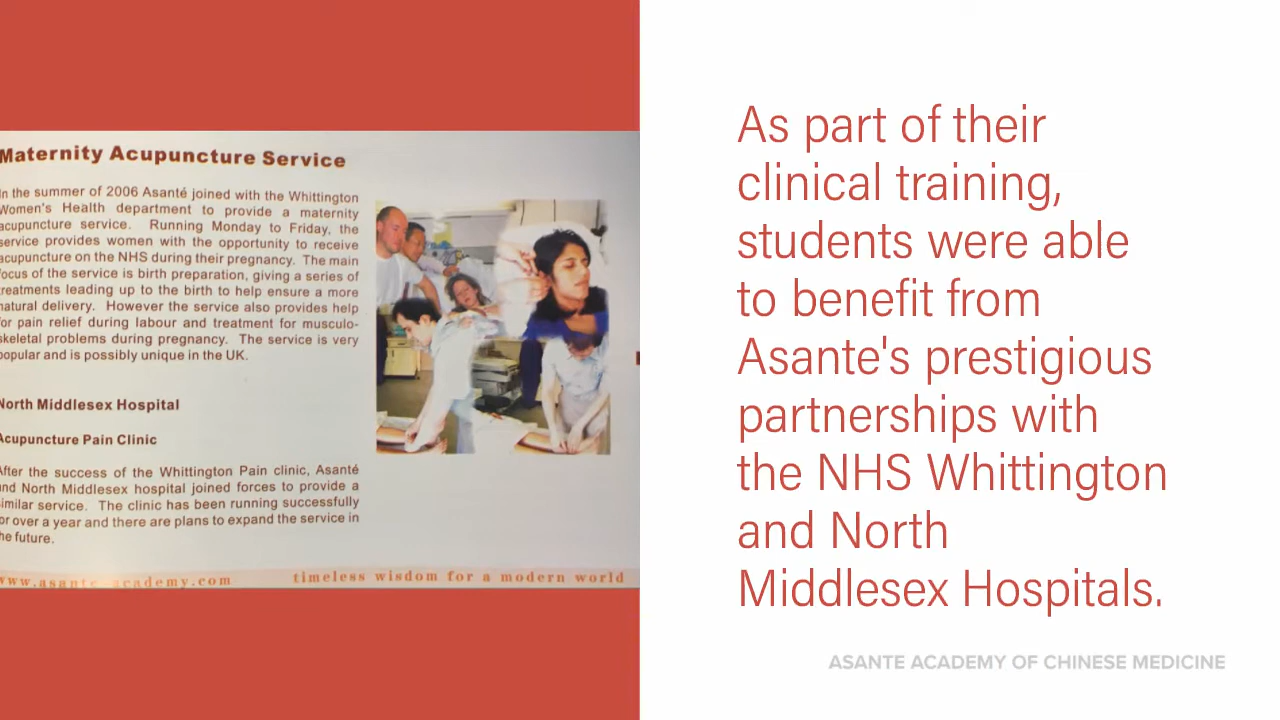 Maternity Acupuncture Service
In the summer of 2006 Asanté joined with the Whittington
Women's Health department to provide a maternity
acupuncture service. Running Monday to Friday, the
service provides women with the opportunity to receive
acupuncture on the NHS during their pregnancy. The main
focus of the service is birth preparation, giving a series of
treatments leading up to the birth to help ensure a more
natural delivery. However the service also provides help
for pain relief during labour and treatment for musculo-
skeletal problems during pregnancy. The service is very
popular and is possibly unique in the UK.
North Middlesex Hospital
Acupuncture Pain Clinic
After the success of the Whittington Pain clinic, Asanté
and North Middlesex hospital joined forces to provide a
similar service. The clinic has been running successfully
for over a year and there are plans to expand the service in
the future.
www.asante-academy.com
timeless wisdom for a modern world
As part of their
clinical training,
students were able
to benefit from
Asante's prestigious
partnerships with
the NHS Whittington
and North
Middlesex Hospitals.
ASANTE ACADEMY OF CHINESE MEDICINE